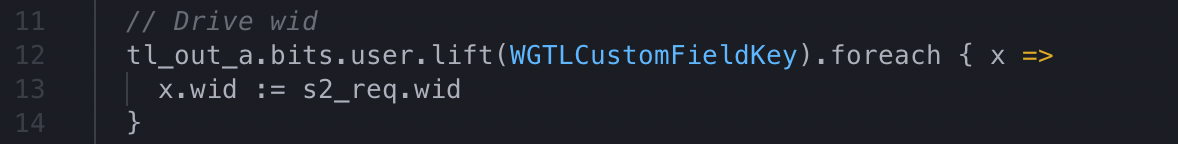 11 // Drive wid
12 tl_out_a.bits.user.lift(WGTLCustomFieldKey).foreach { x =>
13   x.wid := s2_req.wid
14 }